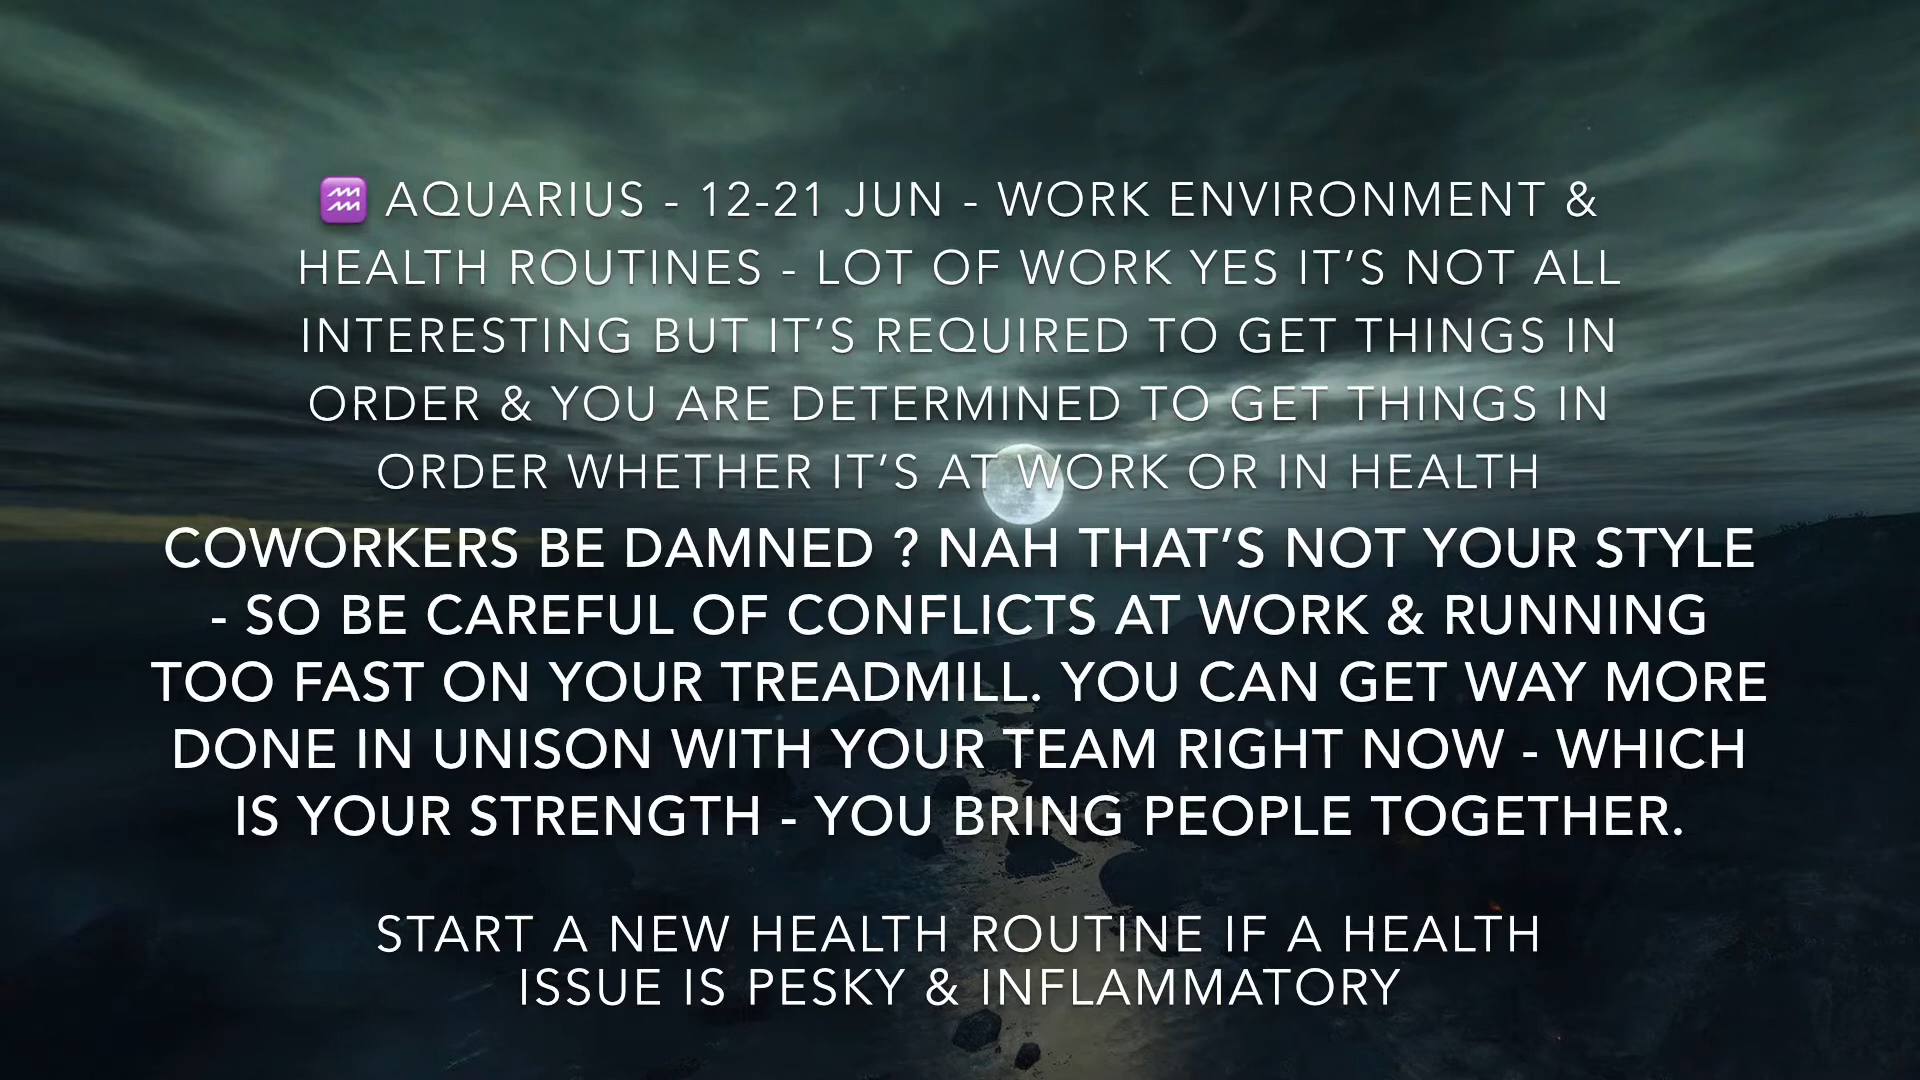 ♒ AQUARIUS - 12-21 JUN - WORK ENVIRONMENT &
HEALTH ROUTINES - LOT OF WORK YES IT’S NOT ALL
INTERESTING BUT IT’S REQUIRED TO GET THINGS IN
ORDER & YOU ARE DETERMINED TO GET THINGS IN
ORDER WHETHER IT’S AT WORK OR IN HEALTH
COWORKERS BE DAMNED ? NAH THAT’S NOT YOUR STYLE
- SO BE CAREFUL OF CONFLICTS AT WORK & RUNNING
TOO FAST ON YOUR TREADMILL. YOU CAN GET WAY MORE
DONE IN UNISON WITH YOUR TEAM RIGHT NOW - WHICH
IS YOUR STRENGTH - YOU BRING PEOPLE TOGETHER.
START A NEW HEALTH ROUTINE IF A HEALTH
ISSUE IS PESKY & INFLAMMATORY